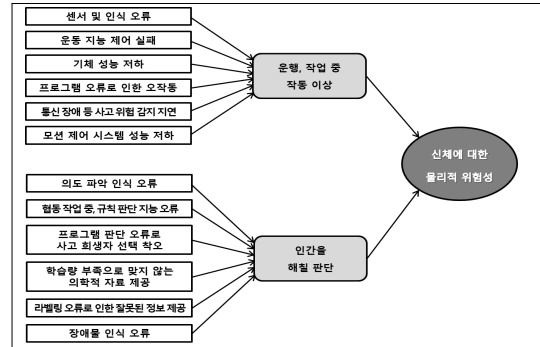 센서 및 인식 오류
운동 지능 제어 실패
기체 성능 저하
프로그램 오류로 인한 오작동
통신 장애 등 사고 위험 감지 지연
모션 제어 시스템 성능 저하
운행, 작업 중
작동 이상
의도 파악 인식 오류
협동 작업 중, 규칙 판단 지능 오류
프로그램 판단 오류로
사고 희생자 선택 착오
학습량 부족으로 맞지 않는
의학적 자료 제공
라벨링 오류로 인한 잘못된 정보 제공
장애물 인식 오류
인간을
해칠 판단
신체에 대한
물리적 위험성